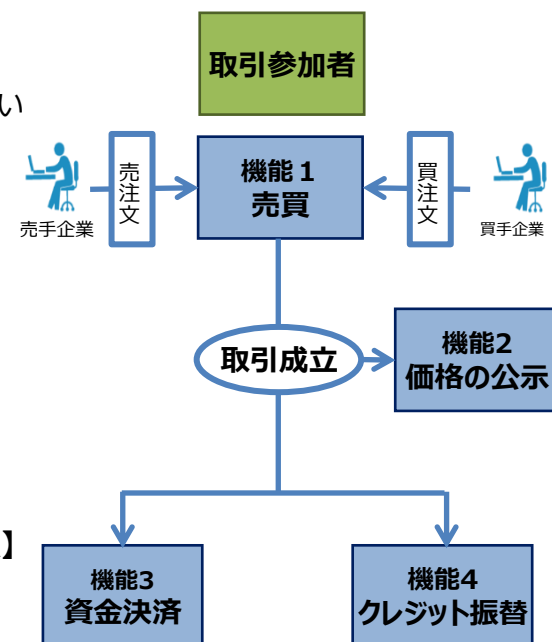 取引参加者
い
機能１
売買
売注文
買注文
売手企業
買手企業
取引成立
機能2
価格の公示
】
機能3
資金決済
機能4
クレジット振替